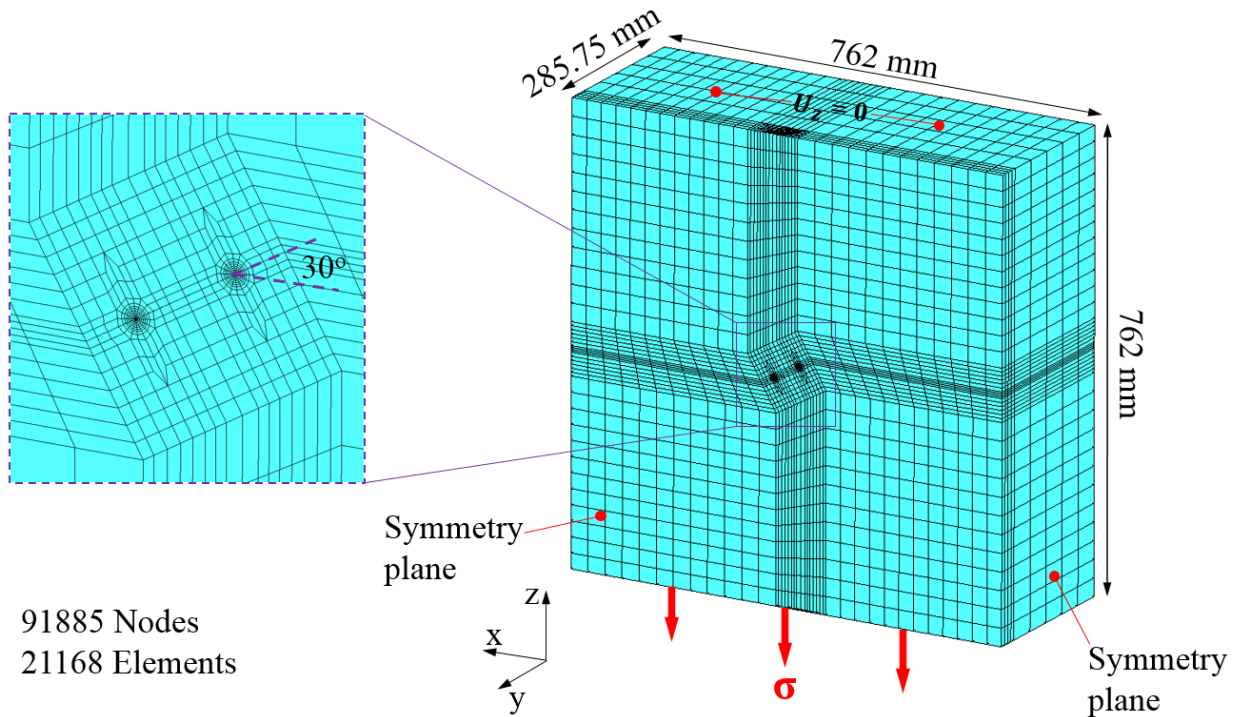 285.75 mm
762 mm
U_z = 0
30°
762 mm
Symmetry
plane
z
x
y
σ
91885 Nodes
21168 Elements
Symmetry
plane